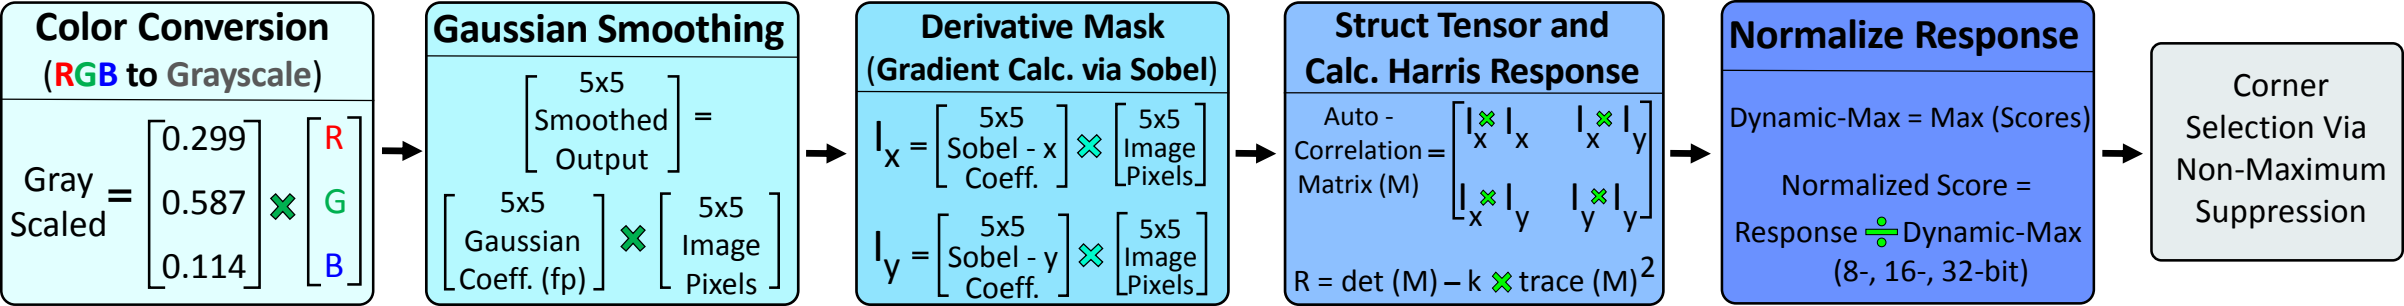 Color Conversion
(RGB to Grayscale)
Gray
Scaled
=
0.299
0.587
0.114
×
R
G
B
Gaussian Smoothing
5x5
Smoothed
Output
=
5x5
Gaussian
Coeff. (fp)
×
5x5
Image
Pixels
Derivative Mask
(Gradient Calc. via Sobel)
Ix =
5x5
Sobel - x
Coeff.
×
5x5
Image
Pixels
Iy =
5x5
Sobel - y
Coeff.
×
5x5
Image
Pixels
Struct Tensor and
Calc. Harris Response
Auto -
Correlation
Matrix (M)
=
Ix × Ix Ix × Iy
Ix × Iy Iy × Iy
R = det (M) – k × trace (M)²
Normalize Response
Dynamic-Max = Max (Scores)
Normalized Score =
Response ÷ Dynamic-Max
(8-, 16-, 32-bit)
Corner
Selection Via
Non-Maximum
Suppression